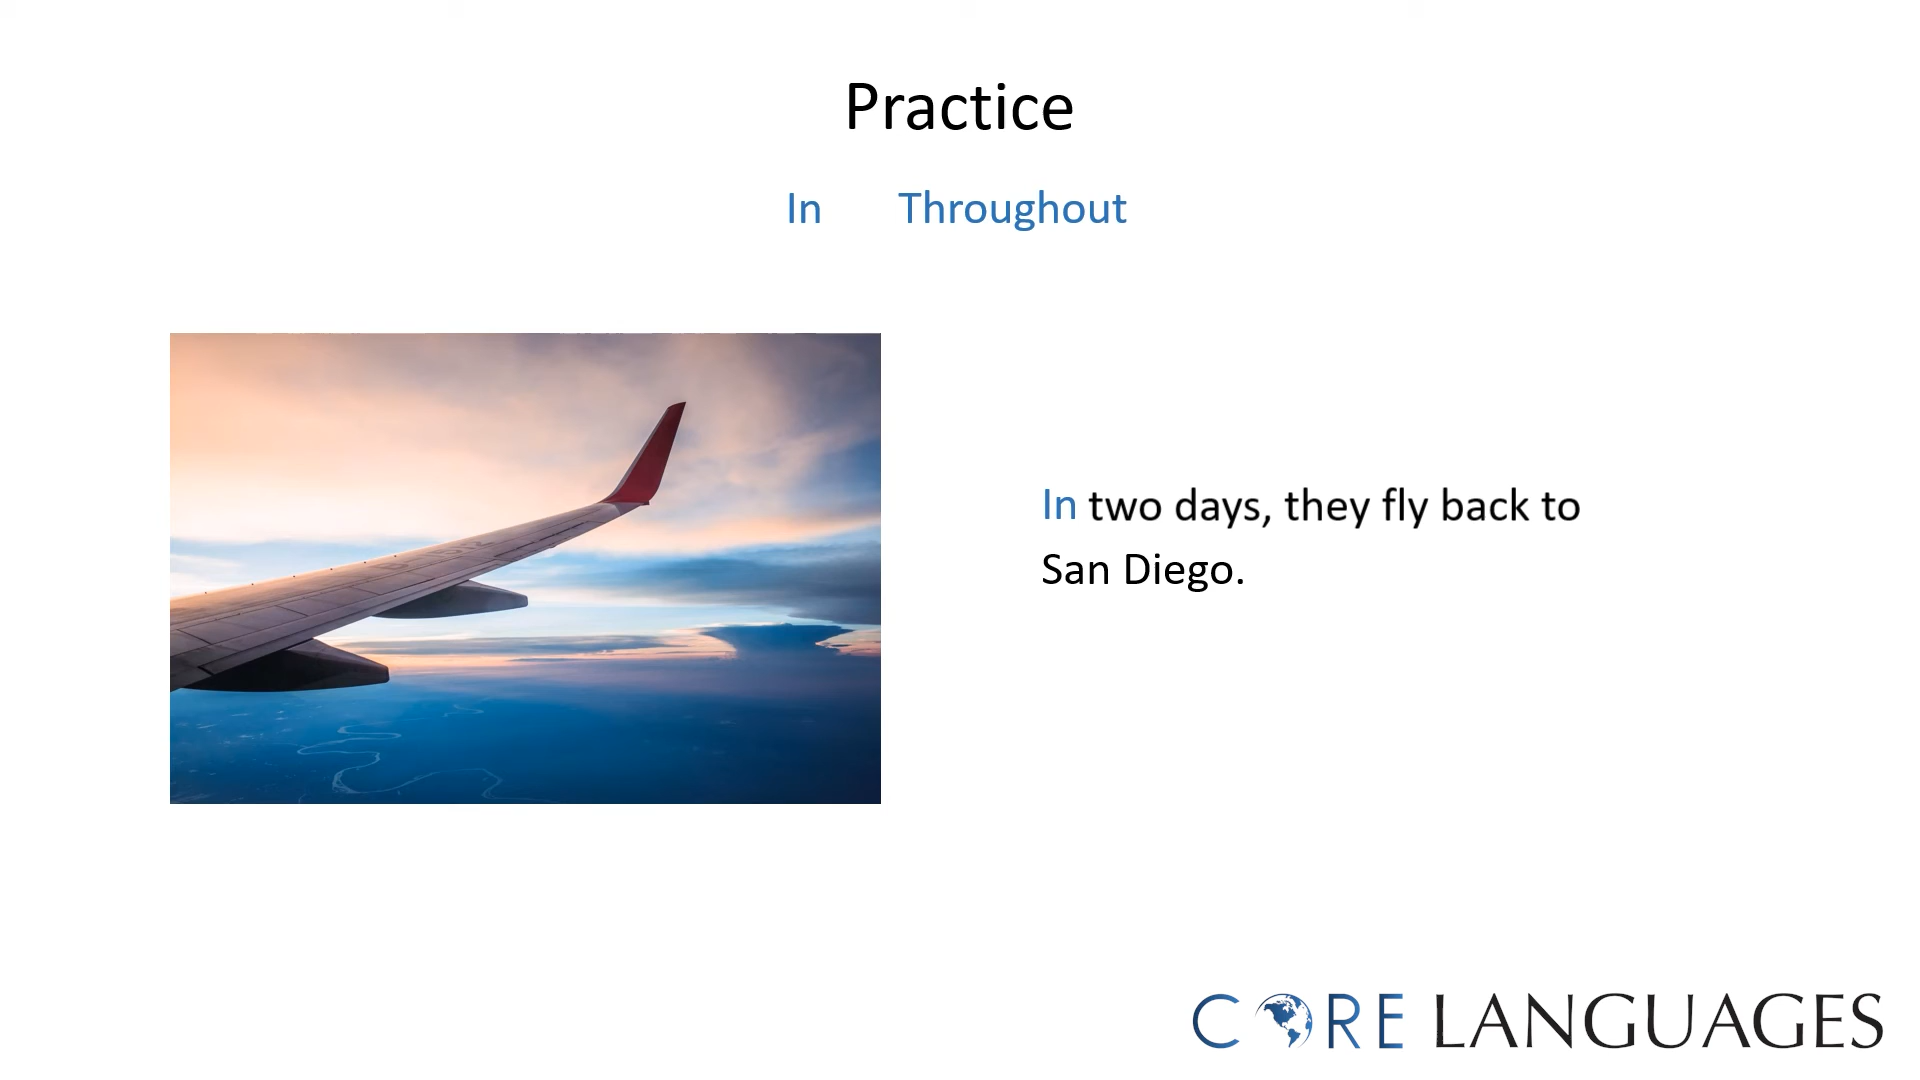 Practice
In Throughout
In two days, they fly back to
San Diego.
CORE LANGUAGES